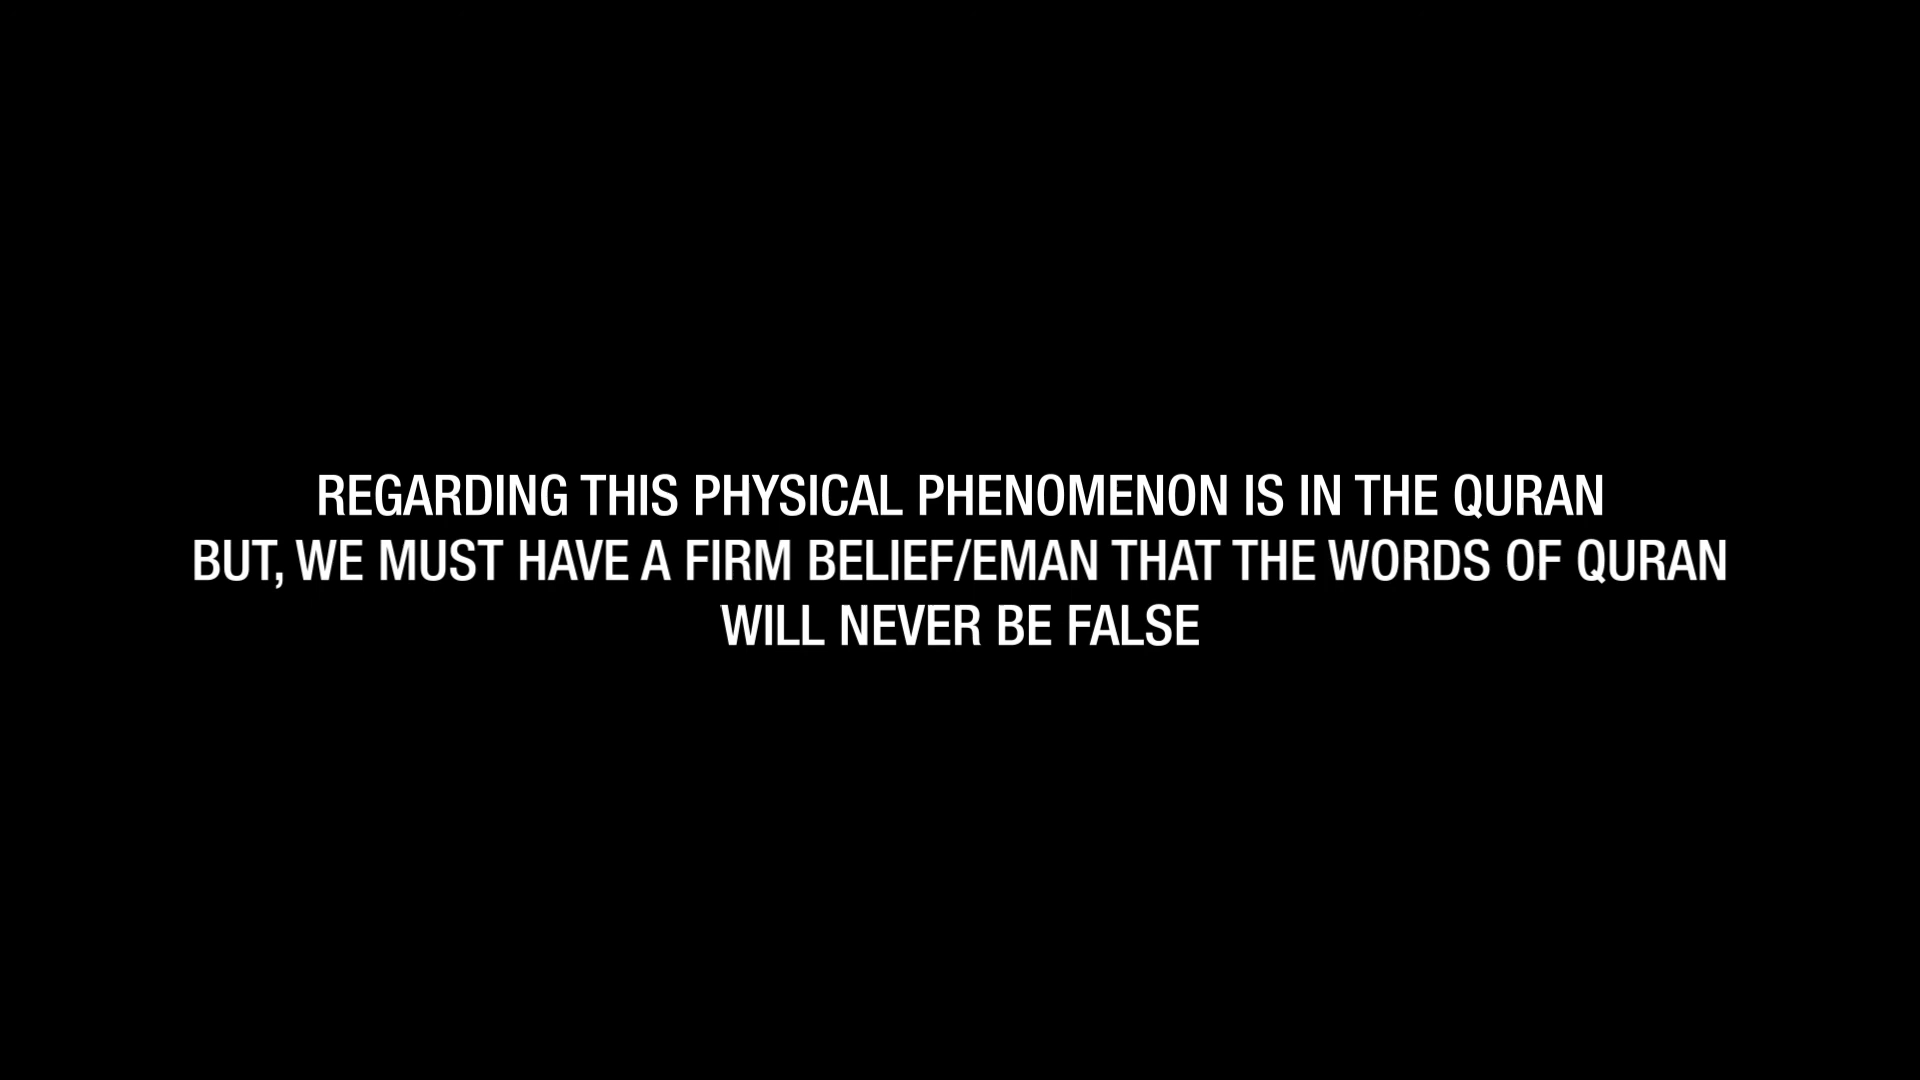 REGARDING THIS PHYSICAL PHENOMENON IS IN THE QURAN
BUT, WE MUST HAVE A FIRM BELIEF/EMAN THAT THE WORDS OF QURAN
WILL NEVER BE FALSE